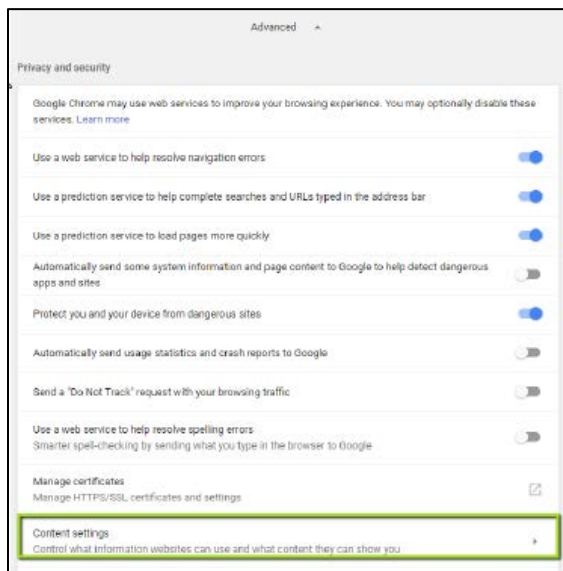 Advanced
Privacy and security
Google Chrome may use web services to improve your browsing experience. You may optionally disable these
services. Learn more
Use a web service to help resolve navigation errors
Use a prediction service to help complete searches and URLs typed in the address bar
Use a prediction service to load pages more quickly
Automatically send some system information and page content to Google to help detect dangerous
apps and sites
Protect you and your device from dangerous sites
Automatically send usage statistics and crash reports to Google
Send a "Do Not Track" request with your browsing traffic
Use a web service to help resolve spelling errors
Smarter spell-checking by sending what you type in the browser to Google
Manage certificates
Manage HTTPS/SSL certificates and settings
Content settings
Control what information websites can use and what content they can show you